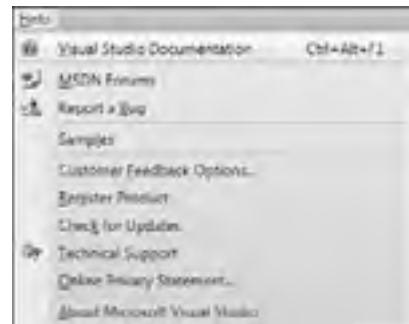 Help
Visual Studio Documentation Ctrl+Alt+F1
MSDN Forums
Report a Bug
Samples
Customer Feedback Options...
Register Product
Check for Updates
Technical Support
Online Privacy Statement...
About Microsoft Visual Studio